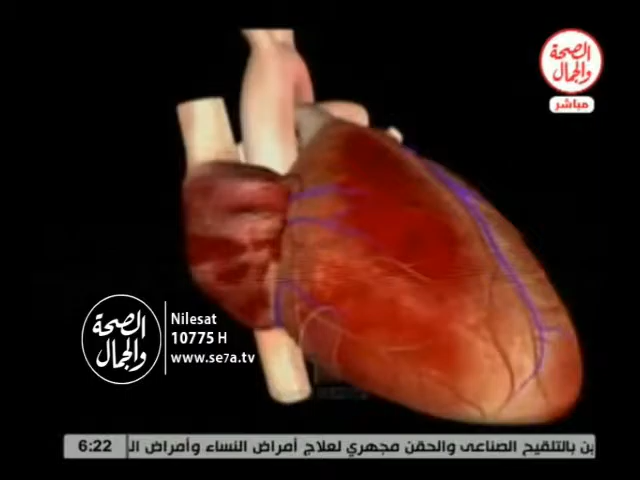 الصحة
والجمال
مباشر
الصحة
والجمال
Nilesat
10775 H
www.se7a.tv
6:22
بالتلقيح الصناعى والحقن مجهري لعلاج أمراض النساء وأمراض